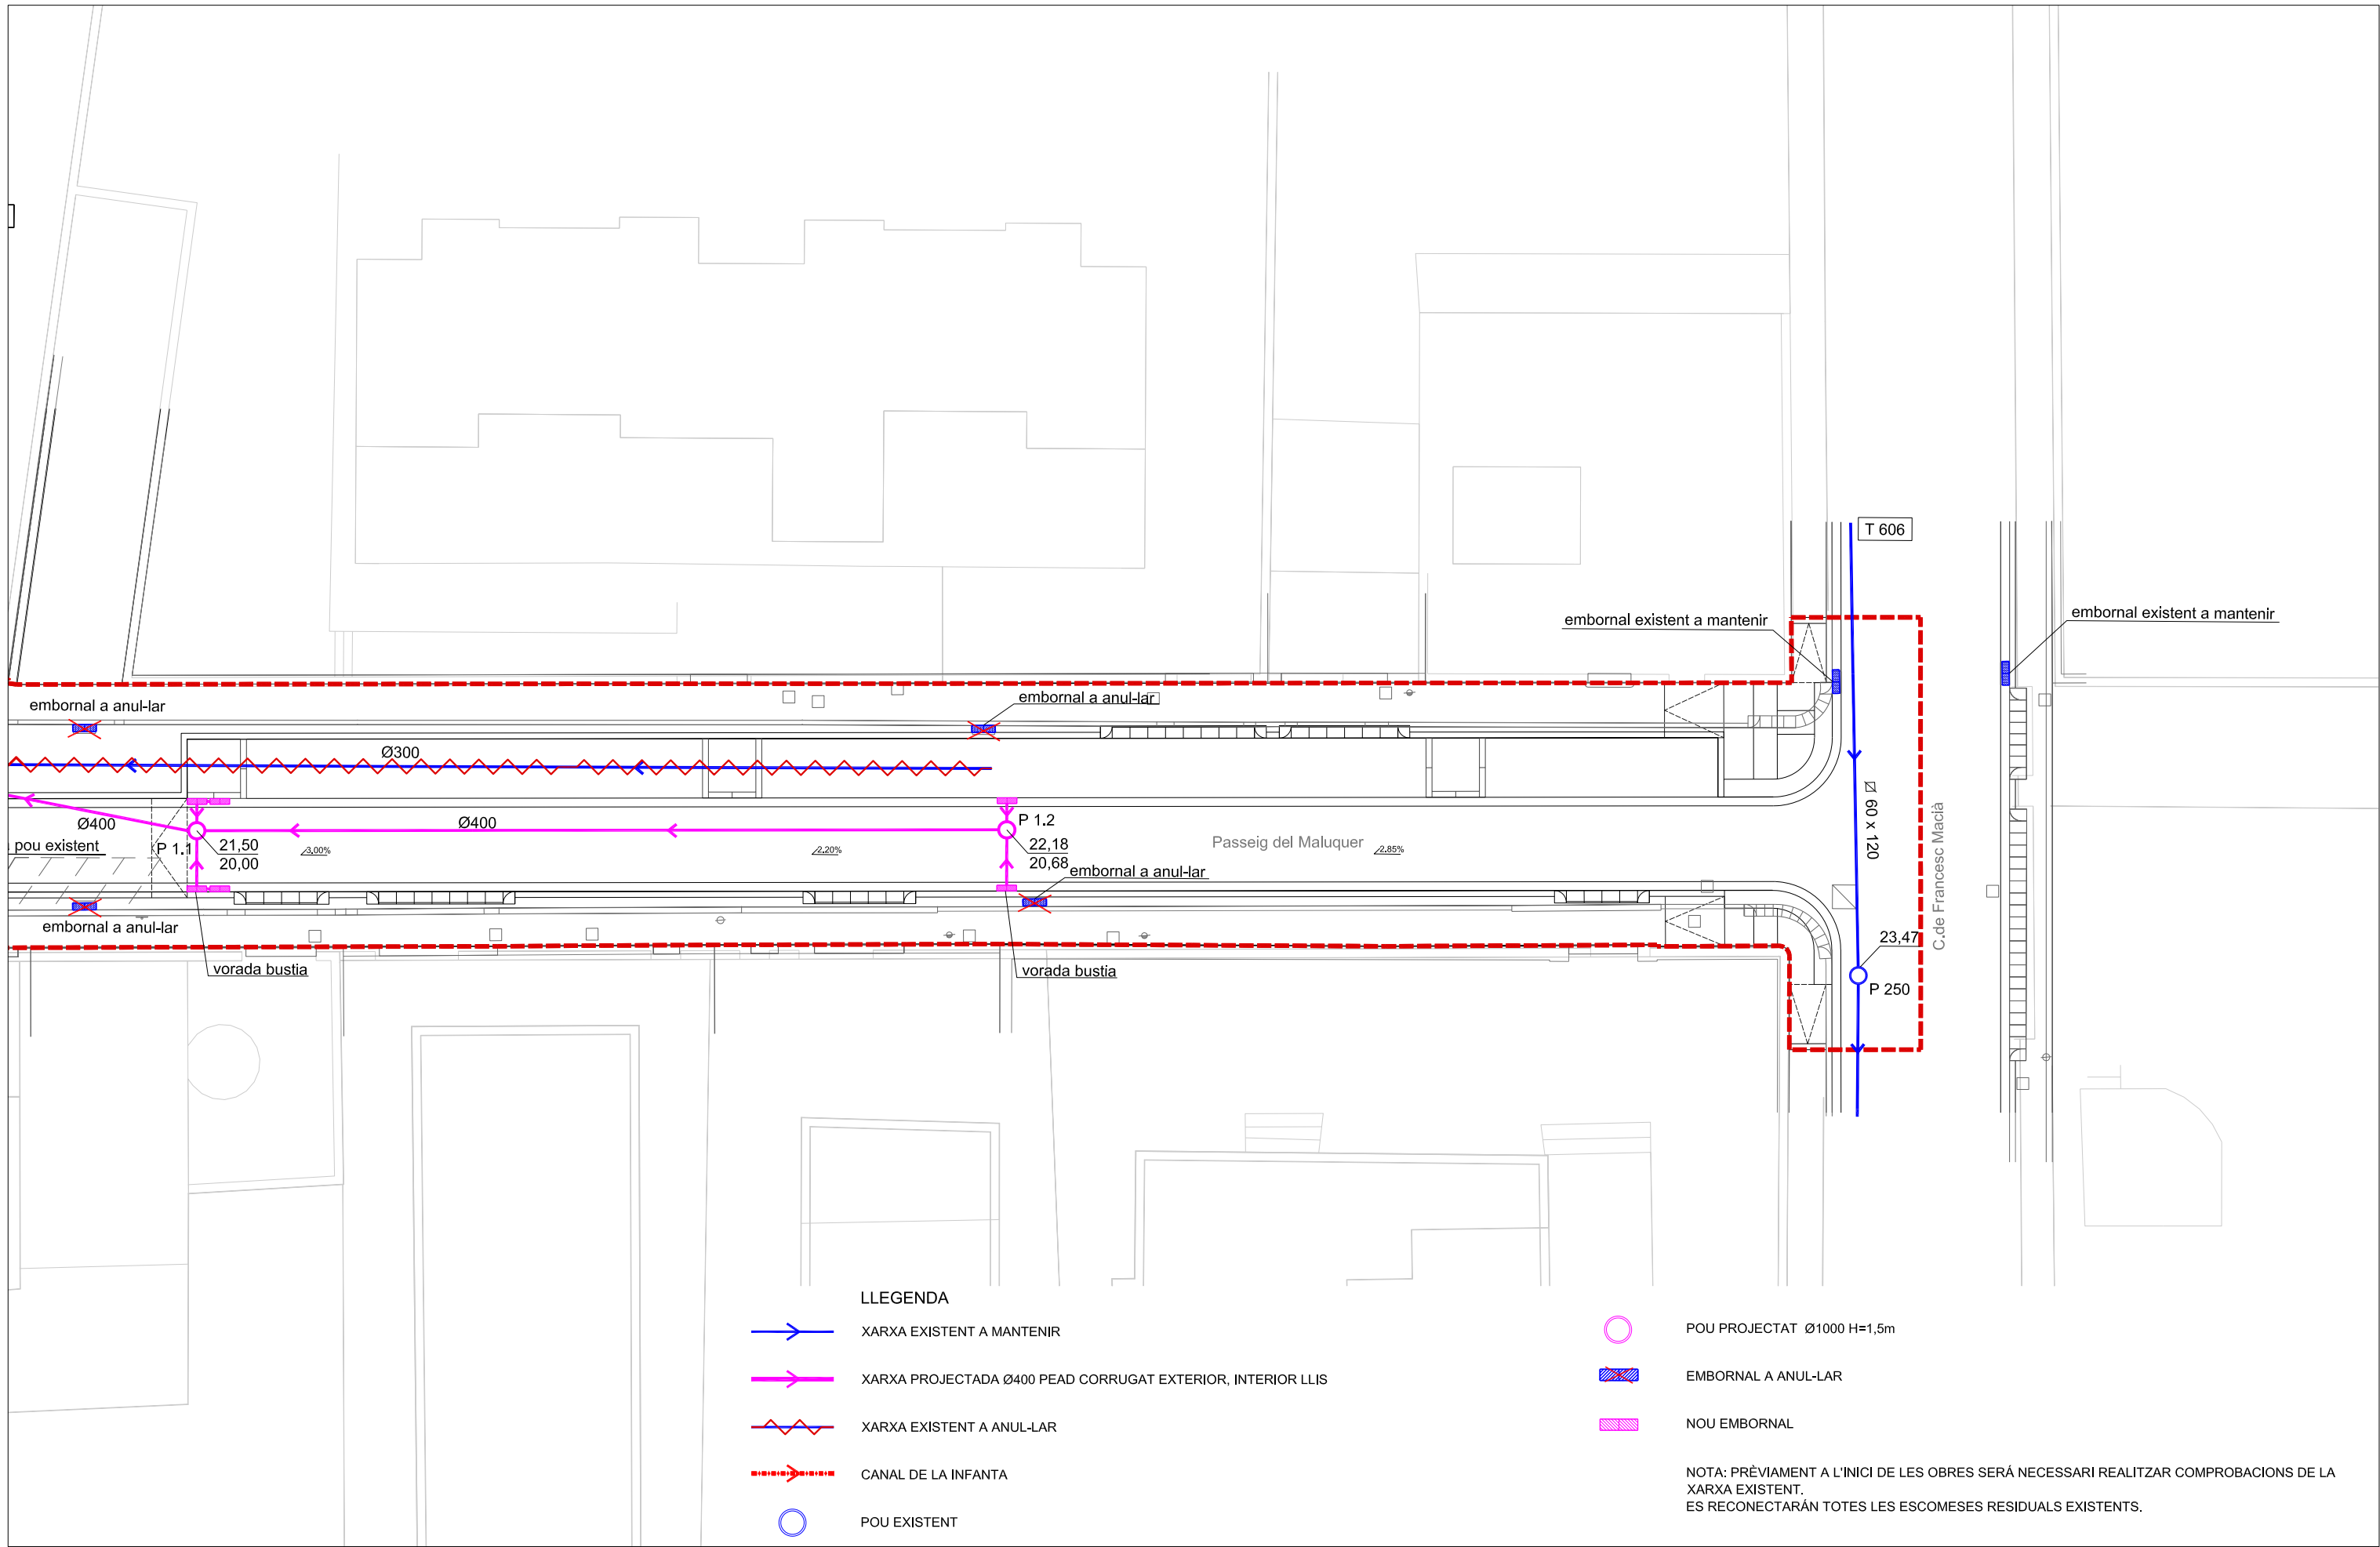 T 606
embornal existent a mantenir
embornal existent a mantenir
embornal a anul-lar
embornal a anul-lar
Ø300
Ø400
Ø400
P 1.2
Ø 60 x 120
C.de Francesc Macià
pou existent
P 1.1
21,50
20,00
3,00%
2.20%
22,18
20,68
Passeig del Maluquer
2.85%
embornal a anul-lar
embornal a anul-lar
23,47
vorada bustia
vorada bustia
P 250
LLEGENDA
XARXA EXISTENT A MANTENIR
XARXA PROJECTADA Ø400 PEAD CORRUGAT EXTERIOR, INTERIOR LLIS
XARXA EXISTENT A ANUL-LAR
CANAL DE LA INFANTA
POU EXISTENT
POU PROJECTAT Ø1000 H=1,5m
EMBORNAL A ANUL-LAR
NOU EMBORNAL
NOTA: PRÈVIAMENT A L'INICI DE LES OBRES SERÁ NECESSARI REALITZAR COMPROBACIONS DE LA
XARXA EXISTENT.
ES RECONECTARÁN TOTES LES ESCOMESES RESIDUALS EXISTENTS.